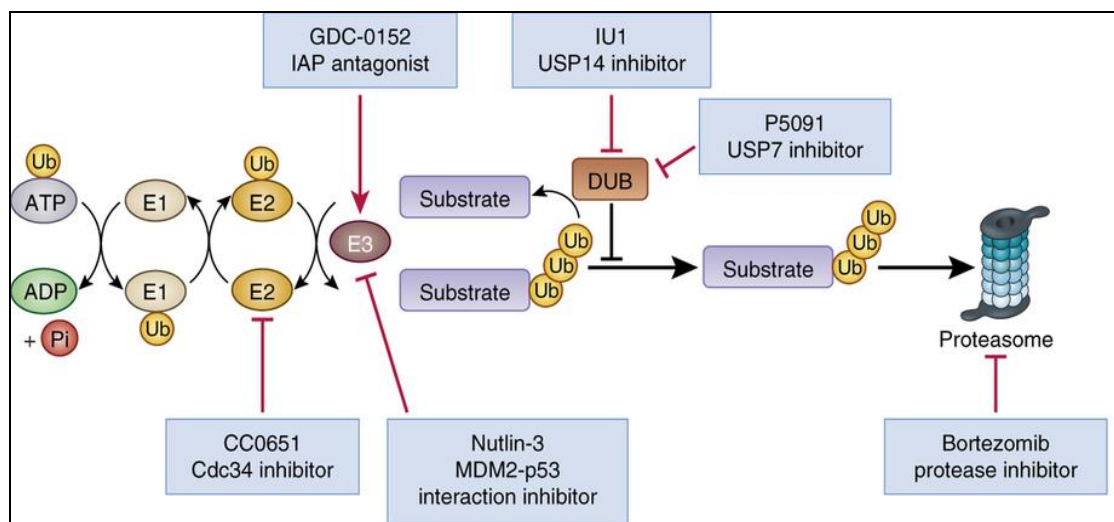 GDC-0152
IAP antagonist
IU1
USP14 inhibitor
P5091
USP7 inhibitor
Ub
ATP
E1
Ub
E2
E3
Substrate
DUB
ADP
+ Pi
E1
Ub
E2
Substrate
Ub
Ub
Ub
Substrate
Ub
Ub
Ub
Proteasome
CC0651
Cdc34 inhibitor
Nutlin-3
MDM2-p53
interaction inhibitor
Bortezomib
protease inhibitor